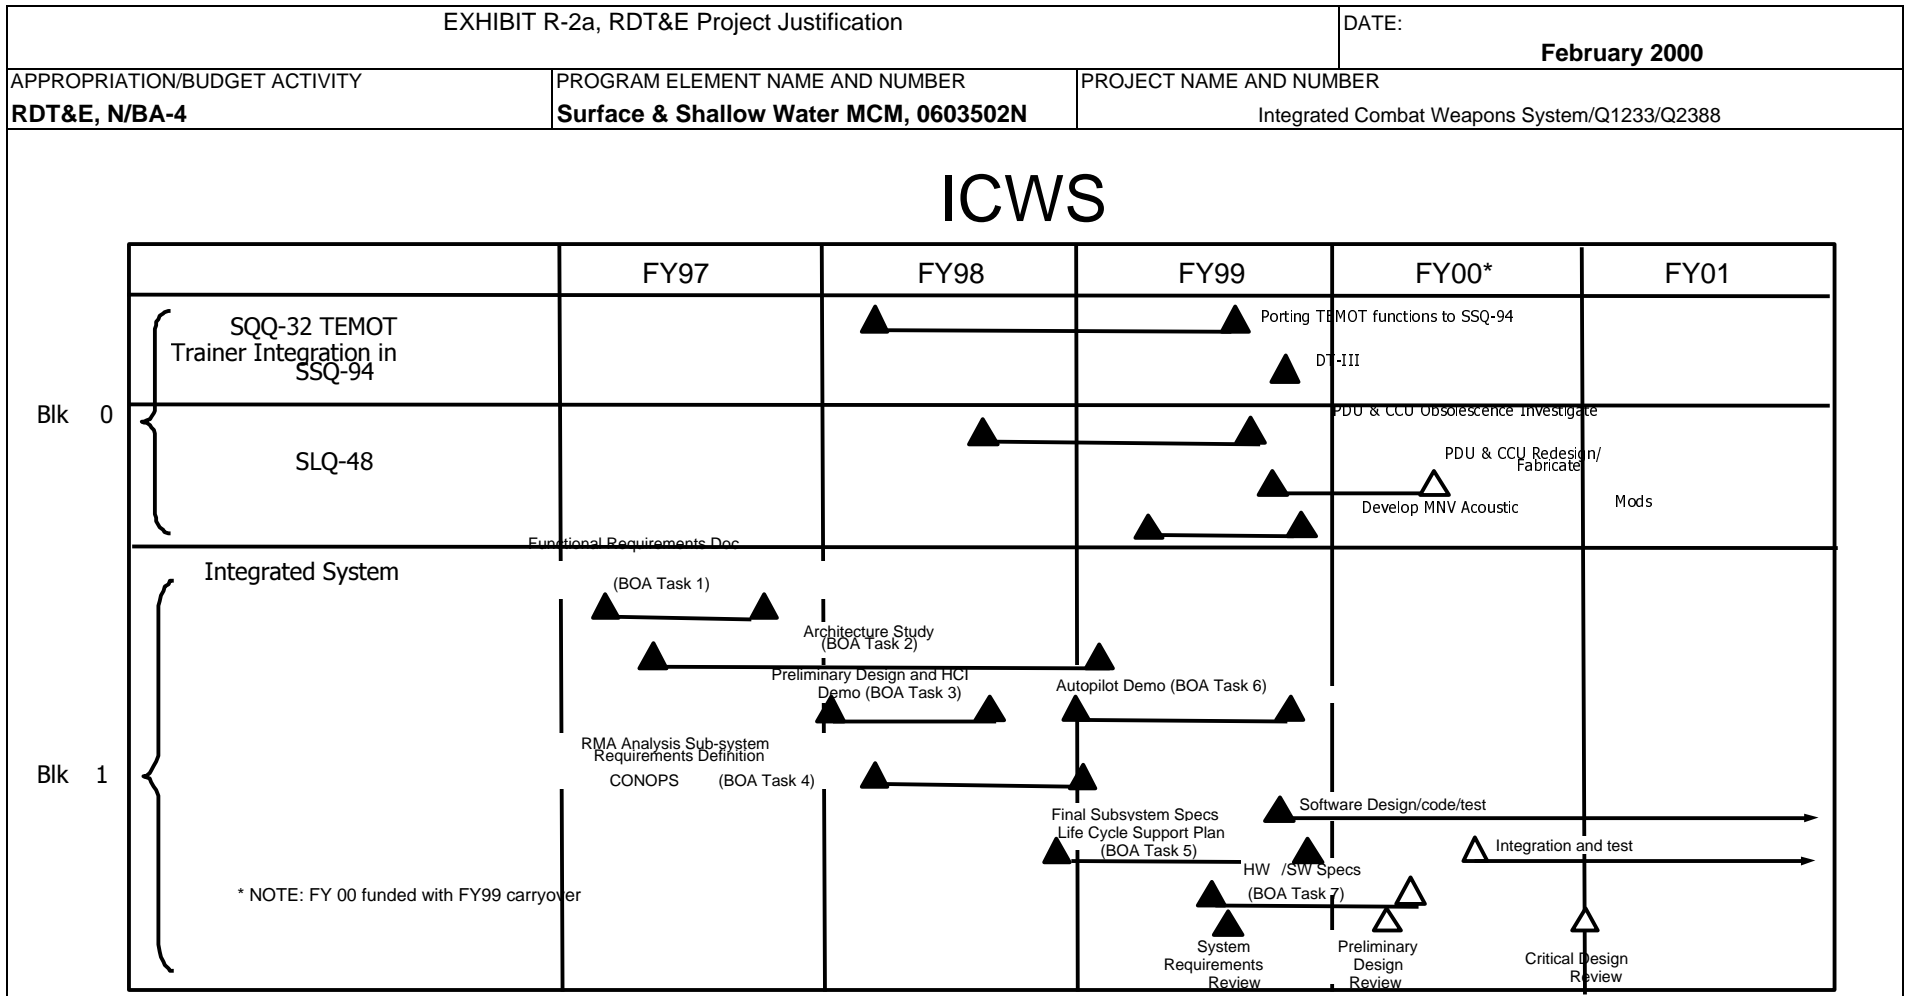 EXHIBIT R-2a, RDT&E Project Justification
DATE:
February 2000
APPROPRIATION/BUDGET ACTIVITY
PROGRAM ELEMENT NAME AND NUMBER
PROJECT NAME AND NUMBER
RDT&E, N/BA-4
Surface & Shallow Water MCM, 0603502N
Integrated Combat Weapons System/Q1233/Q2388
ICWS
FY97
FY98
FY99
FY00*
FY01
Blk 0
SQQ-32 TEMOT
Trainer Integration in
SSQ-94
Porting TEMOT functions to SSQ-94
DT-III
SLQ-48
PDU & CCU Obsolescence Investigate
PDU & CCU Redesign/
Fabricate
Develop MNV Acoustic Mods
Blk 1
Integrated System
Functional Requirements Doc
(BOA Task 1)
Architecture Study
(BOA Task 2)
Preliminary Design and HCI
Demo (BOA Task 3)
Autopilot Demo (BOA Task 6)
RMA Analysis Sub-system
Requirements Definition
CONOPS (BOA Task 4)
Software Design/code/test
Final Subsystem Specs
Life Cycle Support Plan
(BOA Task 5)
Integration and test
HW /SW Specs
(BOA Task 7)
* NOTE: FY 00 funded with FY99 carryover
System
Requirements
Review
Preliminary
Design
Review
Critical Design
Review